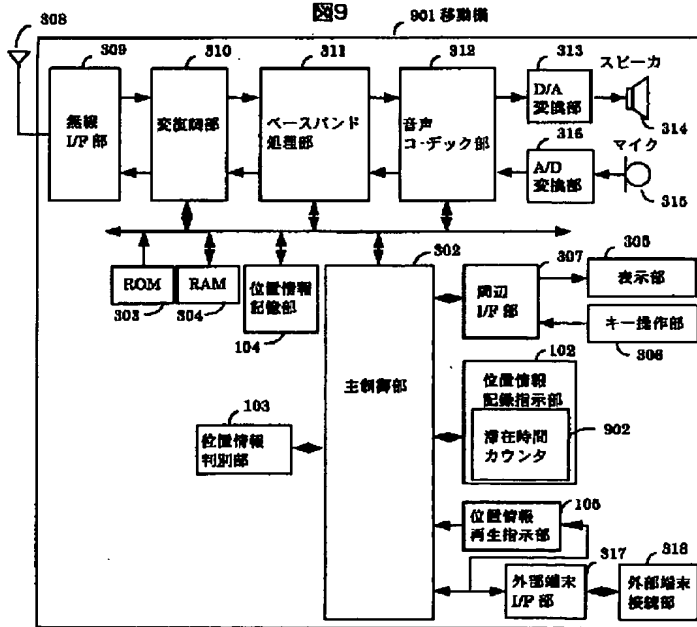 図9
901 移動機
308
309
310
311
312
313
スピーカ
無線
I/F部
変復調部
ベースバンド
処理部
音声
コーデック部
D/A
変換部
314
316
マイク
A/D
変換部
315
302
307
305
ROM
RAM
位置情報
記憶部
周辺
I/F部
表示部
キー操作部
303
304
104
306
102
主制御部
位置情報
記録指示部
103
902
滞在時間
カウンタ
位置情報
判別部
105
位置情報
再生指示部
317
318
外部端末
I/F部
外部端末
接続部